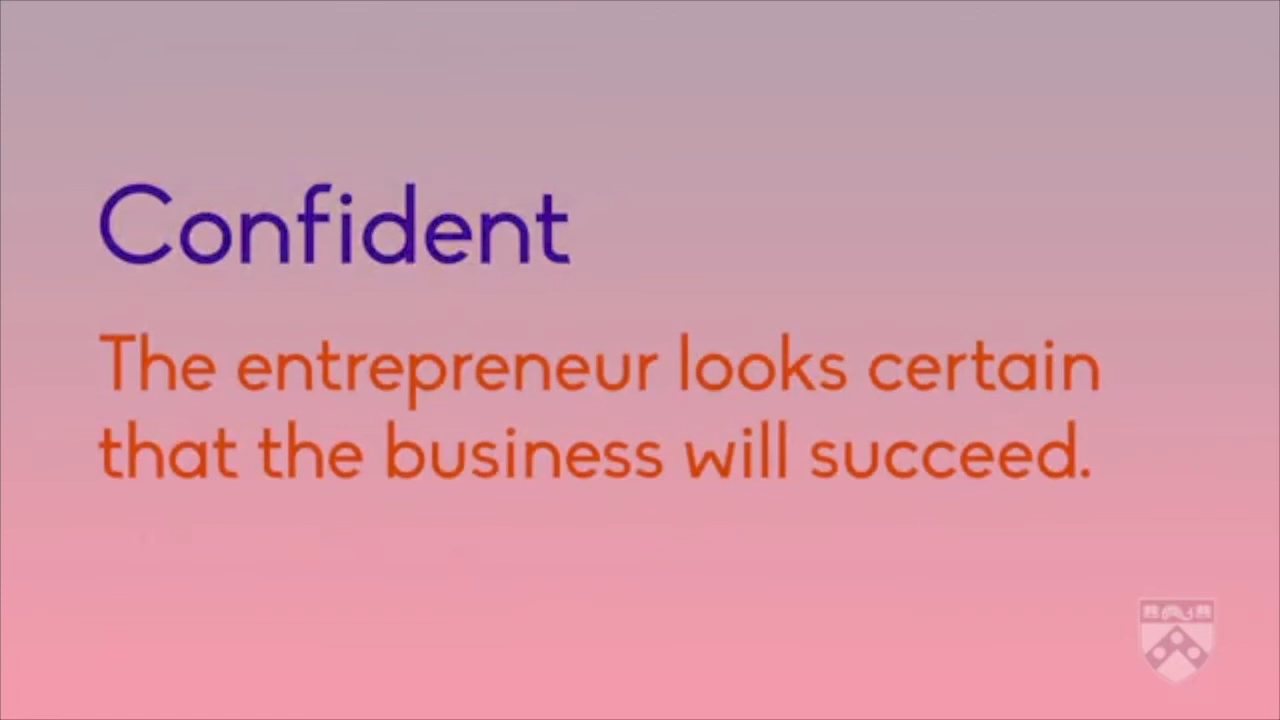 Confident
The entrepreneur looks certain
that the business will succeed.